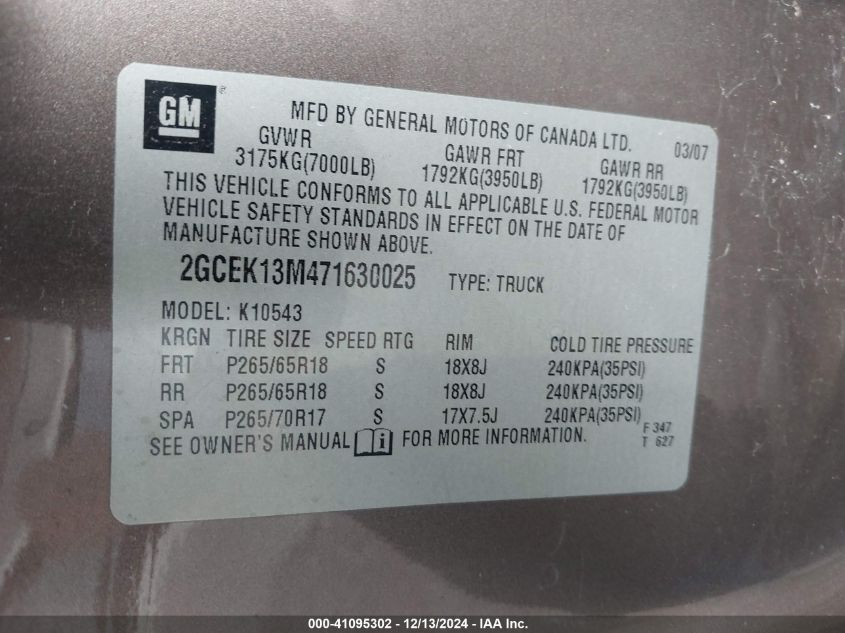 GM
MFD BY GENERAL MOTORS OF CANADA LTD. 03/07
GVWR GAWR FRT GAWR RR
3175KG(7000LB) 1792KG(3950LB) 1792KG(3950LB)
THIS VEHICLE CONFORMS TO ALL APPLICABLE U.S. FEDERAL MOTOR
VEHICLE SAFETY STANDARDS IN EFFECT ON THE DATE OF
MANUFACTURE SHOWN ABOVE.
2GCEK13M471630025 TYPE: TRUCK
MODEL: K10543
KRGN TIRE SIZE SPEED RTG RIM COLD TIRE PRESSURE
FRT P265/65R18 S 18X8J 240KPA(35PSI)
RR P265/65R18 S 18X8J 240KPA(35PSI)
SPA P265/70R17 S 17X7.5J 240KPA(35PSI)
F 347
SEE OWNER'S MANUAL i FOR MORE INFORMATION. T 627
000-41095302 - 12/13/2024 - IAA Inc.